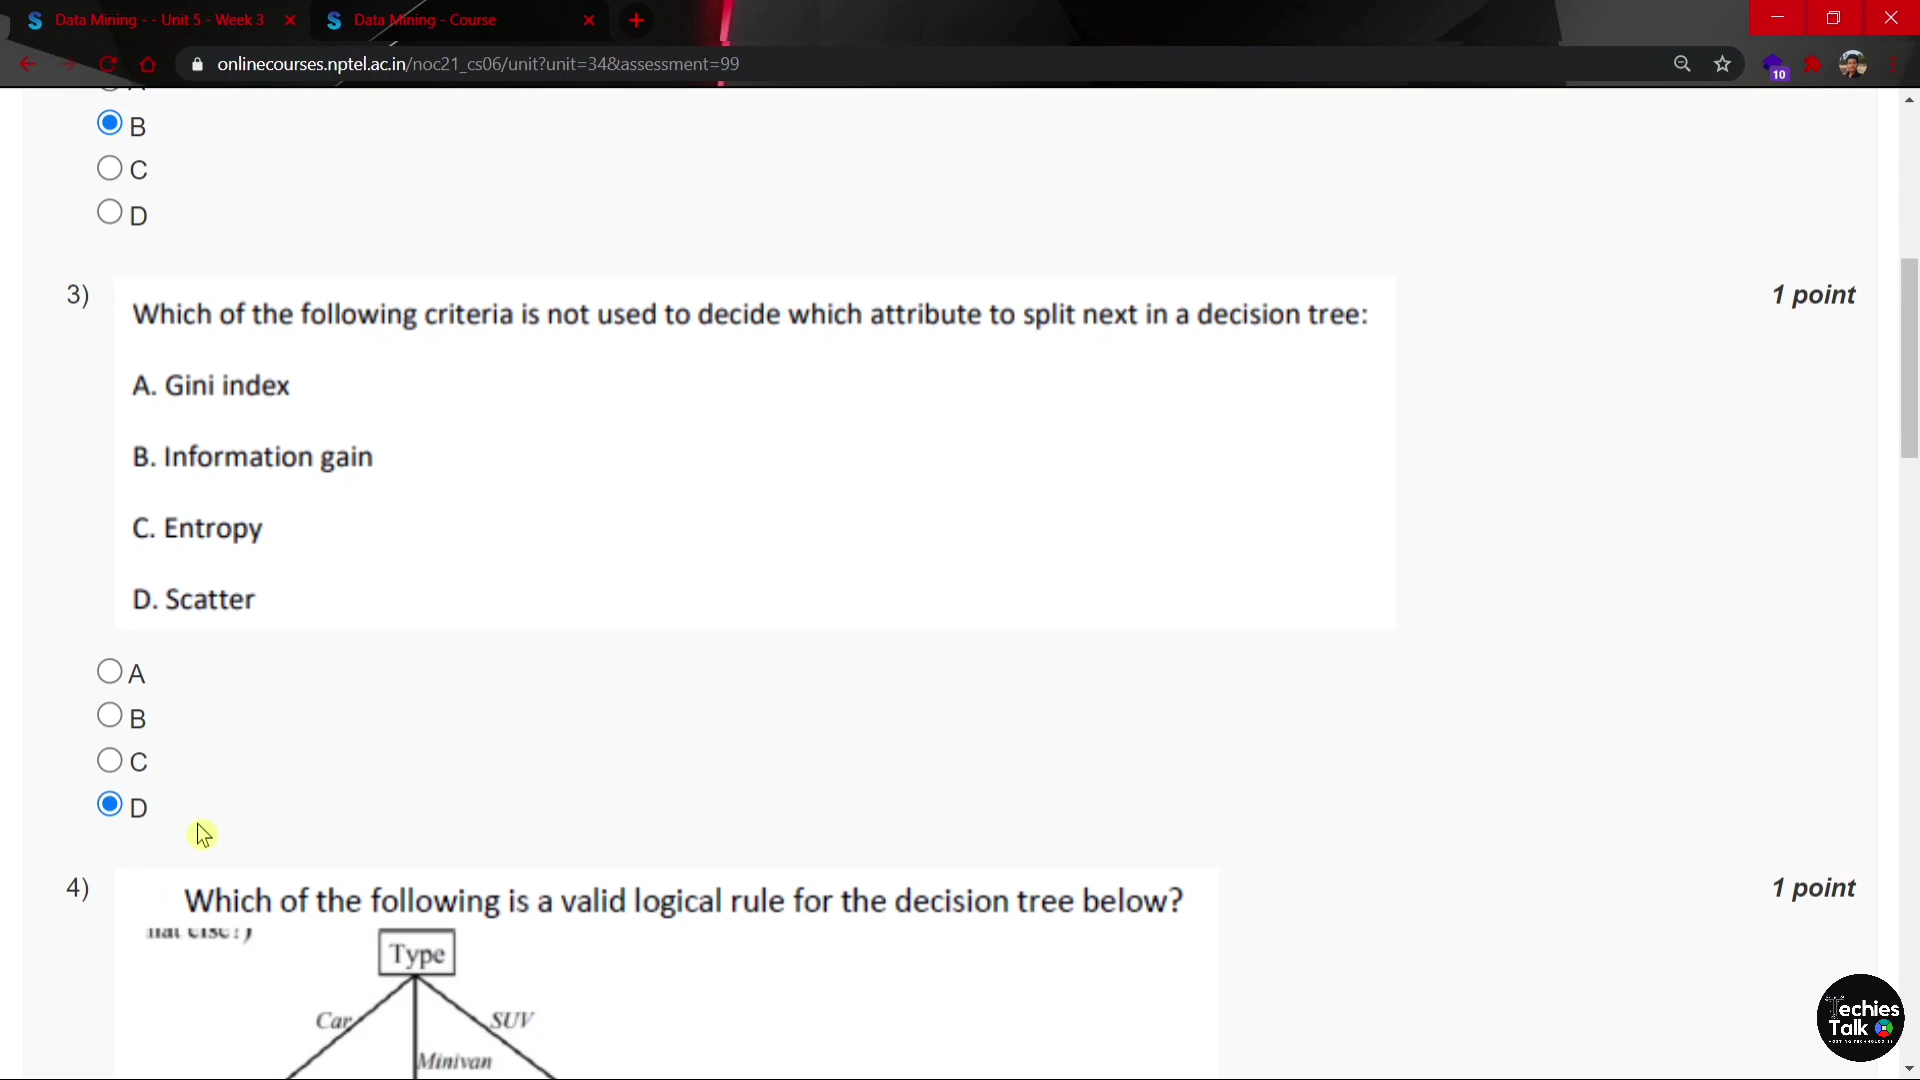 Data Mining - - Unit 5 - Week 3
Data Mining - Course
onlinecourses.nptel.ac.in/noc21_cs06/unit?unit=34&assessment=99
10
B
C
D
3)
Which of the following criteria is not used to decide which attribute to split next in a decision tree:
1 point
A. Gini index
B. Information gain
C. Entropy
D. Scatter
A
B
C
D
4)
Which of the following is a valid logical rule for the decision tree below?
1 point
Type
Car
SUV
Minivan
Techies
Talk